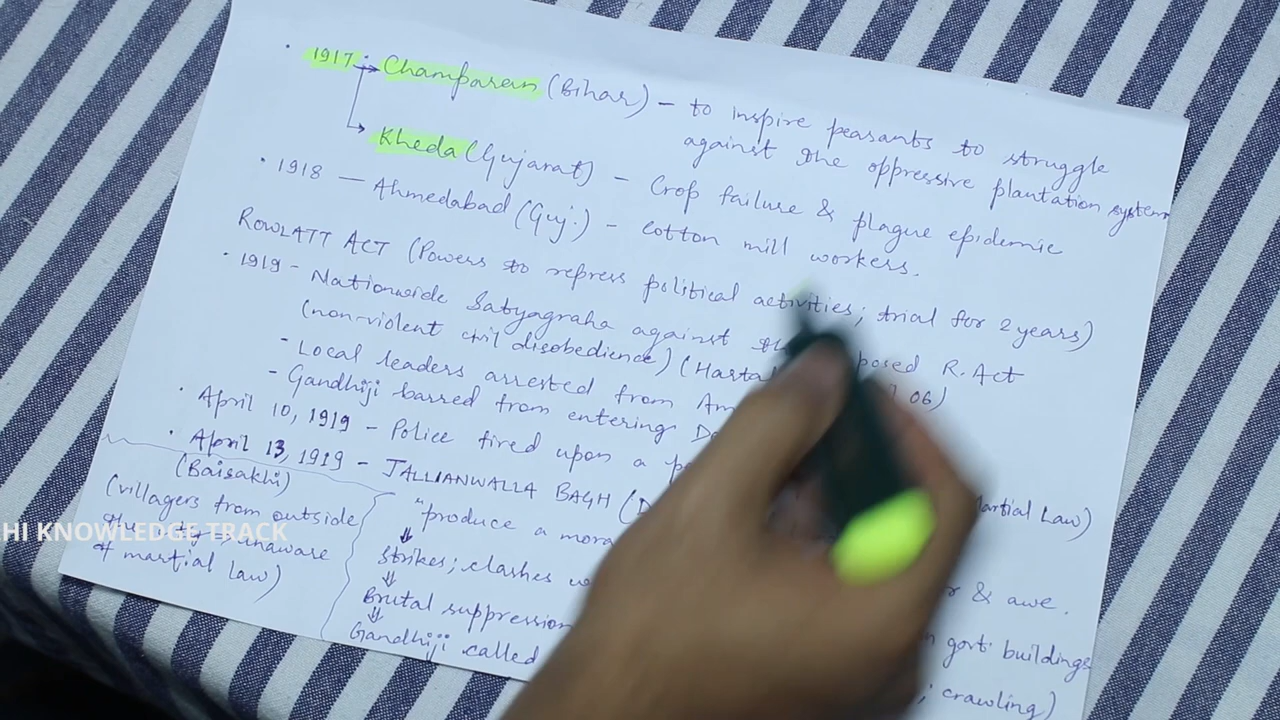 1917 : Champaran (Bihar) - to inspire peasants to struggle
against the oppressive plantation system
Kheda (Gujarat) - Crop failure & plague epidemic
1918 - Ahmedabad (Guj.) - cotton mill workers.
ROWLATT ACT (Powers to repress political activities; trial for 2 years)
1919 - Nationwide Satyagraha against R. Act
(non-violent civil disobedience) 06)
- Local leaders arrested from
- Gandhiji barred from entering
April 10, 1919 - Police fired upon a
Martial Law)
April 13, 1919 - JALLIANWALLA BAGH
(Baisakhi)
"produce a & awe.
(villagers from outside
unaware
of martial law)
strikes; clashes govt. buildings
Brutal suppression crawling)
Gandhiji called
HI KNOWLEDGE TRACK